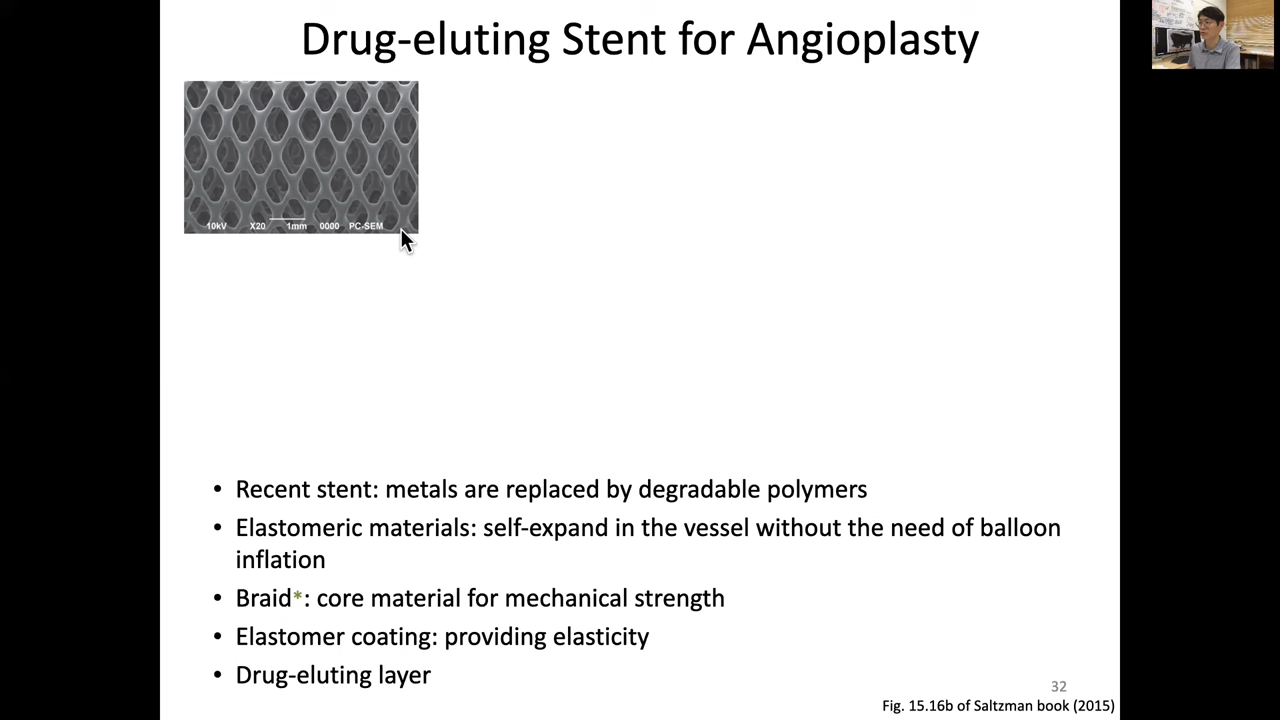 Drug-eluting Stent for Angioplasty
10kV X20 1mm 0000 PC-SEM
• Recent stent: metals are replaced by degradable polymers
• Elastomeric materials: self-expand in the vessel without the need of balloon
inflation
• Braid*: core material for mechanical strength
• Elastomer coating: providing elasticity
• Drug-eluting layer
32
Fig. 15.16b of Saltzman book (2015)